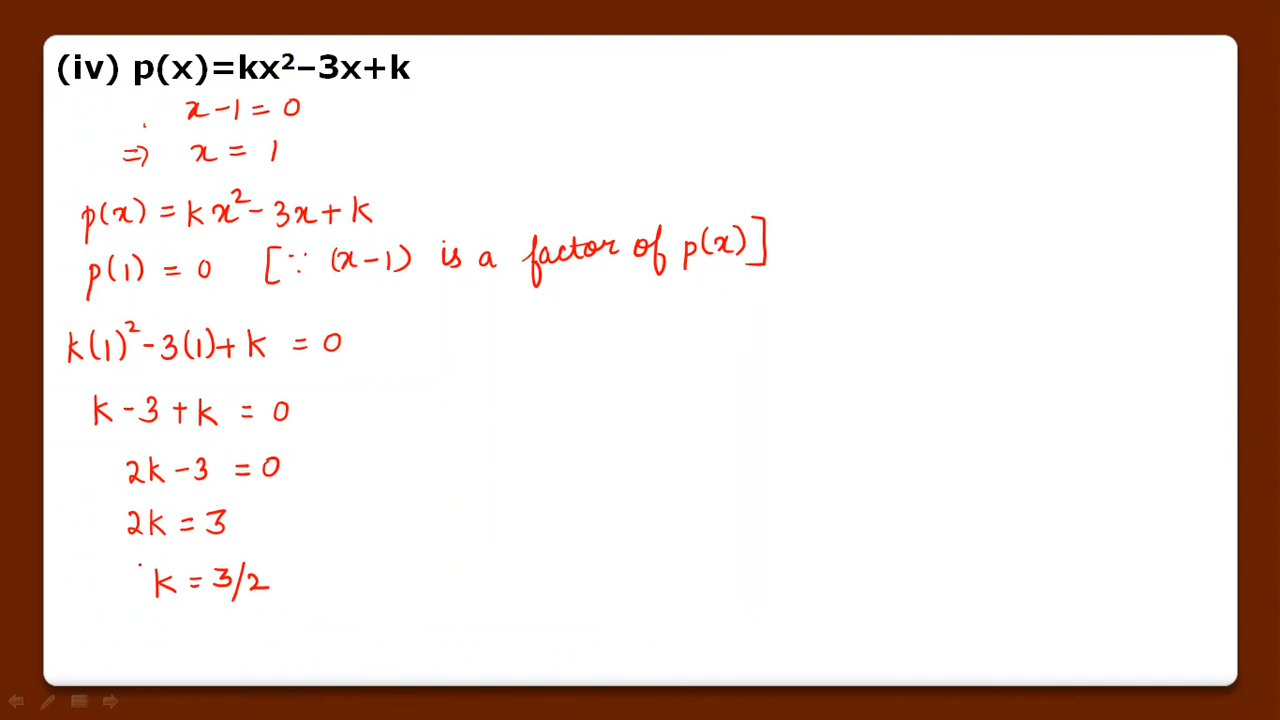 (iv) p(x)=kx²–3x+k
x - 1 = 0
⇒ x = 1
p(x) = kx² - 3x + k
p(1) = 0 [∵ (x-1) is a factor of p(x)]
k(1)² - 3(1) + k = 0
k - 3 + k = 0
2k - 3 = 0
2k = 3
k = 3/2